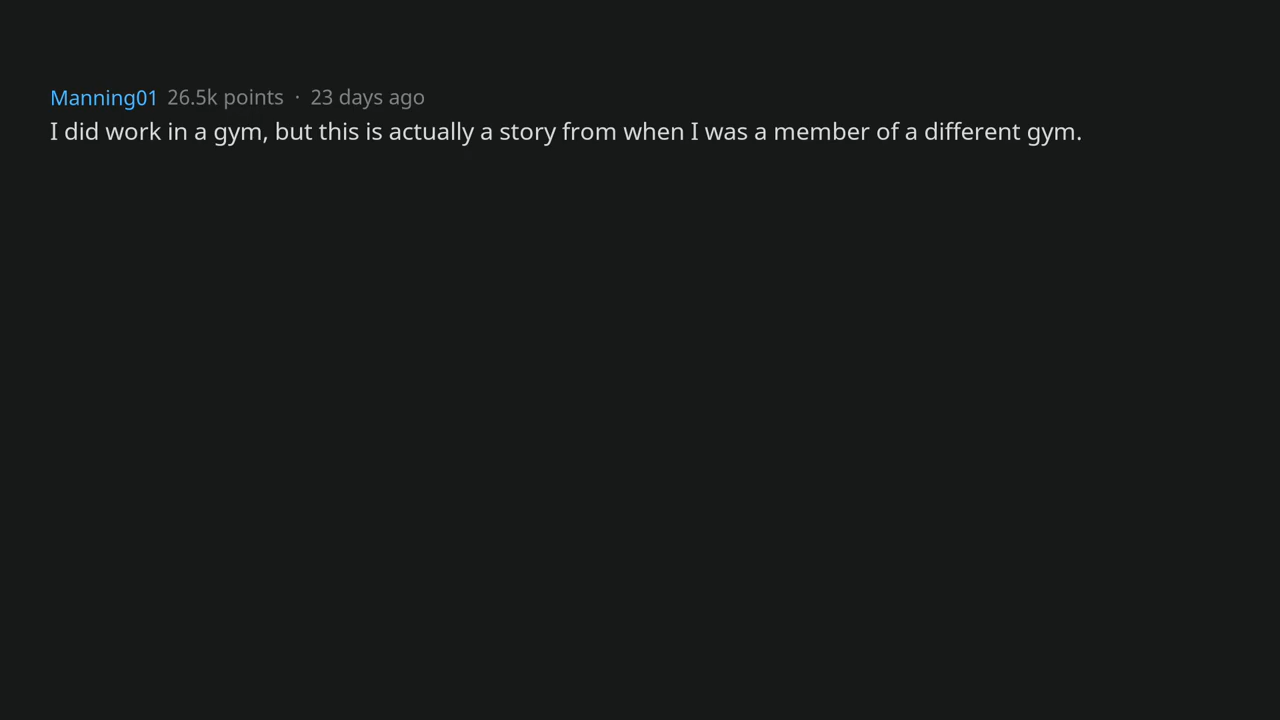 Manning01 26.5k points · 23 days ago
I did work in a gym, but this is actually a story from when I was a member of a different gym.